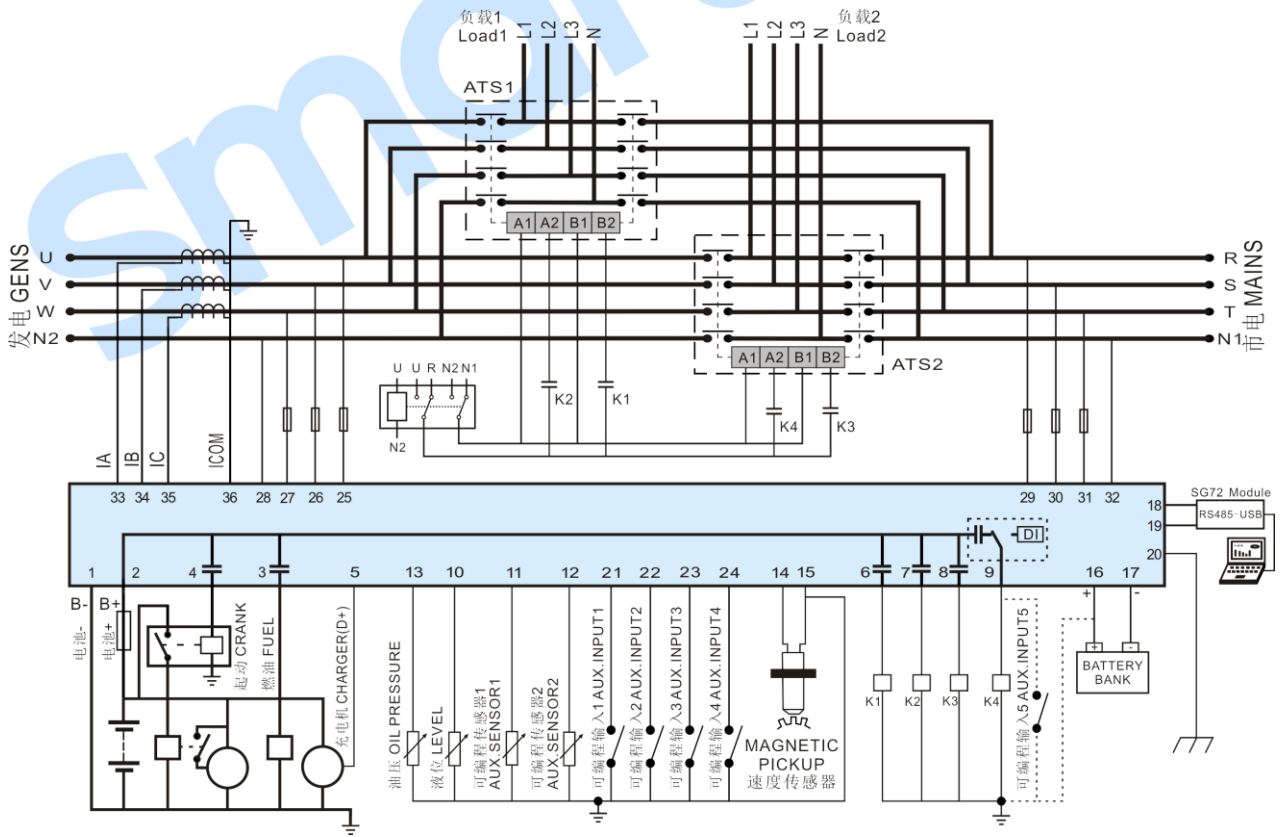 smar
负载1
Load1
L1
L2
L3
N
负载2
Load2
L1
L2
L3
N
ATS1
A1 A2 B1 B2
发电 GENS
U
V
W
N2
市电 MAINS
R
S
T
N1
A1 A2 B1 B2
ATS2
U U R N2 N1
N2
K2
K1
K4
K3
IA
IB
IC
ICOM
33 34 35 36 28 27 26 25 29 30 31 32
18
19
20
SG72 Module
RS485-USB
DI
1 2 4 3 5 13 10 11 12 21 22 23 24 14 15 6 7 8 9 16 17
B-
电池-
B+
电池+
起动 CRANK
燃油 FUEL
充电机 CHARGER(D+)
油压 OIL PRESSURE
液位 LEVEL
可编程传感器1
AUX.SENSOR1
可编程传感器2
AUX.SENSOR2
可编程输入1 AUX.INPUT1
可编程输入2 AUX.INPUT2
可编程输入3 AUX.INPUT3
可编程输入4 AUX.INPUT4
MAGNETIC
PICKUP
速度传感器
K1
K2
K3
K4
可编程输入5 AUX.INPUT5
+ -
+ -
BATTERY
BANK